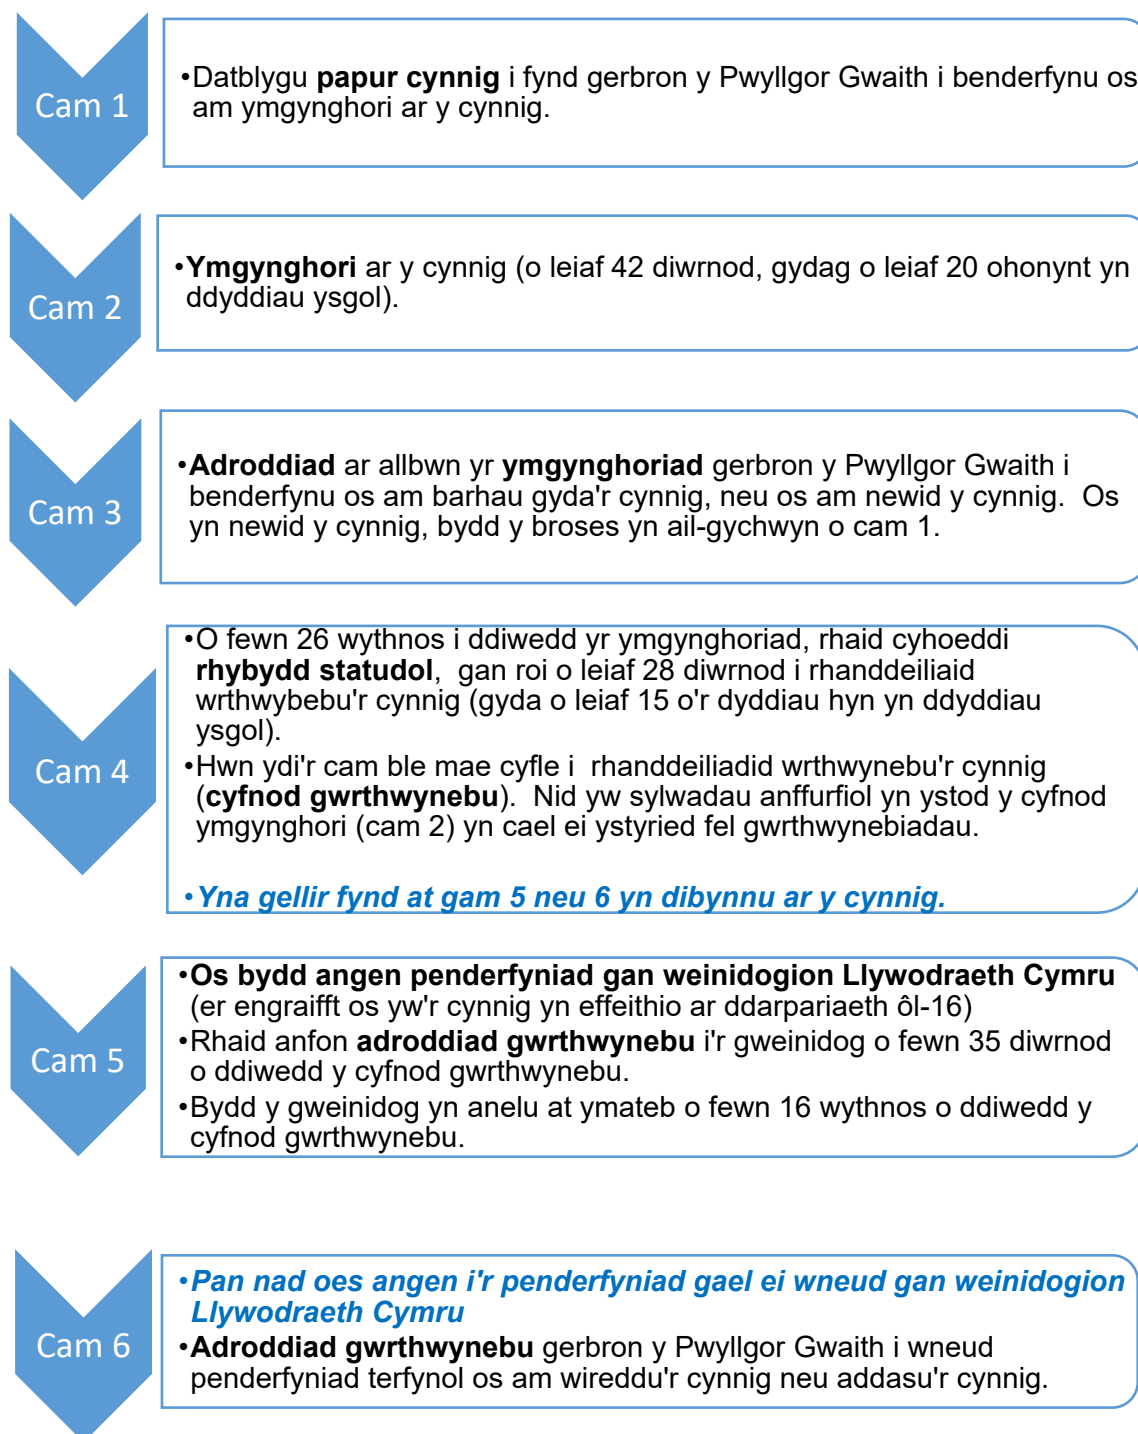 Cam 1
•Datblygu papur cynnig i fynd gerbron y Pwyllgor Gwaith i benderfynu os
am ymgynghori ar y cynnig.
Cam 2
•Ymgynghori ar y cynnig (o leiaf 42 diwrnod, gydag o leiaf 20 ohonynt yn
ddyddiau ysgol).
Cam 3
•Adroddiad ar allbwn yr ymgynghoriad gerbron y Pwyllgor Gwaith i
benderfynu os am barhau gyda'r cynnig, neu os am newid y cynnig.  Os
yn newid y cynnig, bydd y broses yn ail-gychwyn o cam 1.
Cam 4
•O fewn 26 wythnos i ddiwedd yr ymgynghoriad, rhaid cyhoeddi
rhybydd statudol,  gan roi o leiaf 28 diwrnod i rhanddeiliaid
wrthwybebu'r cynnig (gyda o leiaf 15 o'r dyddiau hyn yn ddyddiau
ysgol).
•Hwn ydi'r cam ble mae cyfle i  rhanddeiliadid wrthwynebu'r cynnig
(cyfnod gwrthwynebu).  Nid yw sylwadau anffurfiol yn ystod y cyfnod
ymgynghori (cam 2) yn cael ei ystyried fel gwrthwynebiadau.
•Yna gellir fynd at gam 5 neu 6 yn dibynnu ar y cynnig.
Cam 5
•Os bydd angen penderfyniad gan weinidogion Llywodraeth Cymru
(er engraifft os yw'r cynnig yn effeithio ar ddarpariaeth ôl-16)
•Rhaid anfon adroddiad gwrthwynebu i'r gweinidog o fewn 35 diwrnod
o ddiwedd y cyfnod gwrthwynebu.
•Bydd y gweinidog yn anelu at ymateb o fewn 16 wythnos o ddiwedd y
cyfnod gwrthwynebu.
Cam 6
•Pan nad oes angen i'r penderfyniad gael ei wneud gan weinidogion
Llywodraeth Cymru
•Adroddiad gwrthwynebu gerbron y Pwyllgor Gwaith i wneud
penderfyniad terfynol os am wireddu'r cynnig neu addasu'r cynnig.